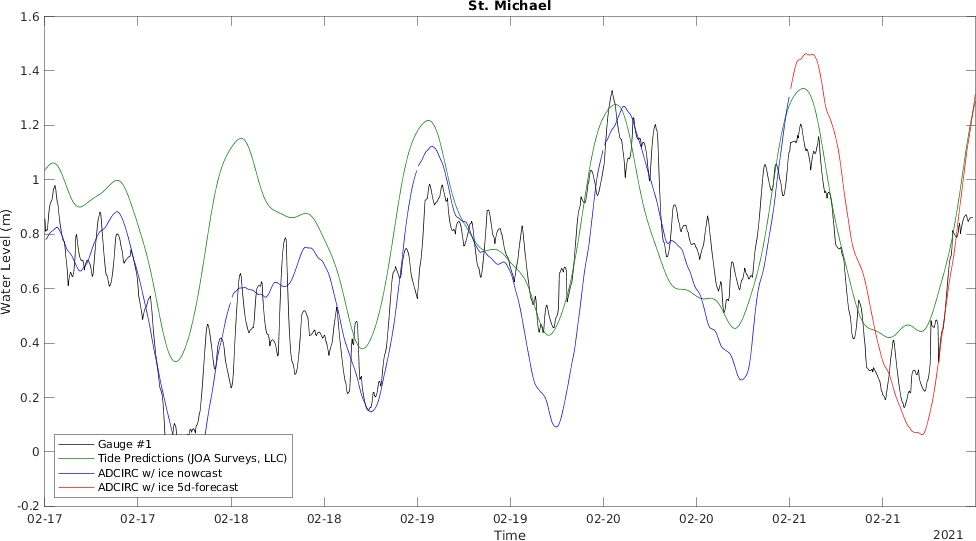 St. Michael
1.6
1.4
1.2
1
0.8
0.6
0.4
0.2
0
-0.2
Water Level (m)
Gauge #1
Tide Predictions (JOA Surveys, LLC)
ADCIRC w/ ice nowcast
ADCIRC w/ ice 5d-forecast
02-17 02-17 02-18 02-18 02-19 02-19 02-20 02-20 02-21 02-21
Time
2021